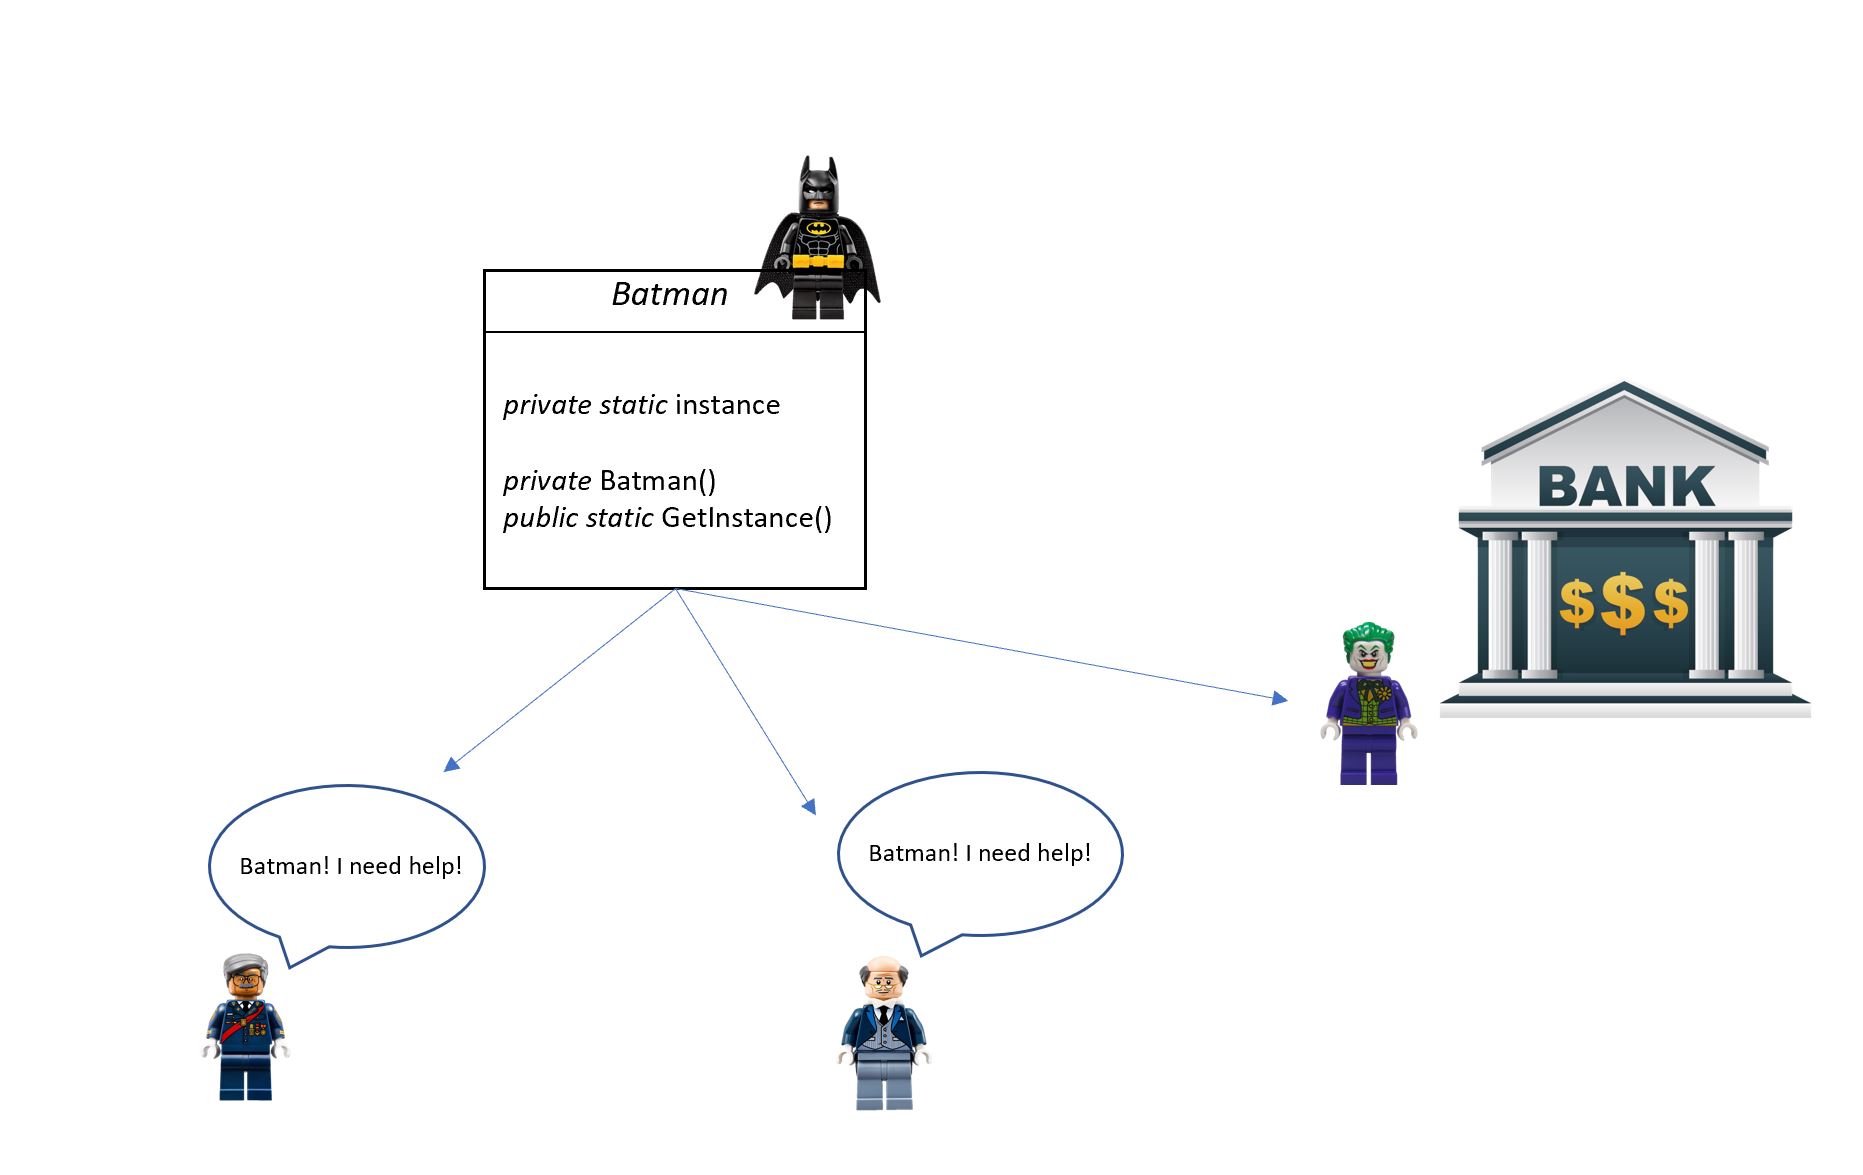 Batman
private static instance
private Batman()
public static GetInstance()
BANK
$$$
Batman! I need help!
Batman! I need help!